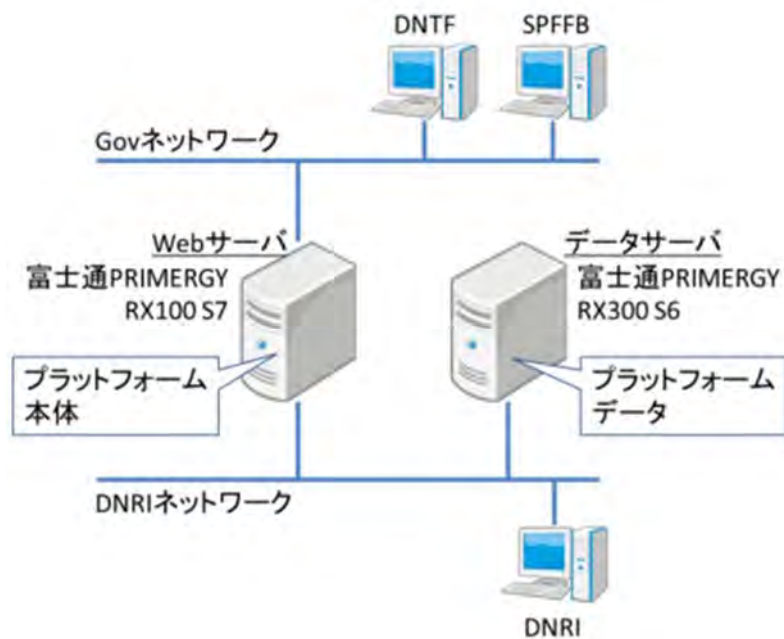 DNTF
SPFFB
Govネットワーク
Webサーバ
富士通PRIMERGY
RX100 S7
データサーバ
富士通PRIMERGY
RX300 S6
プラットフォーム
本体
プラットフォーム
データ
DNRIネットワーク
DNRI